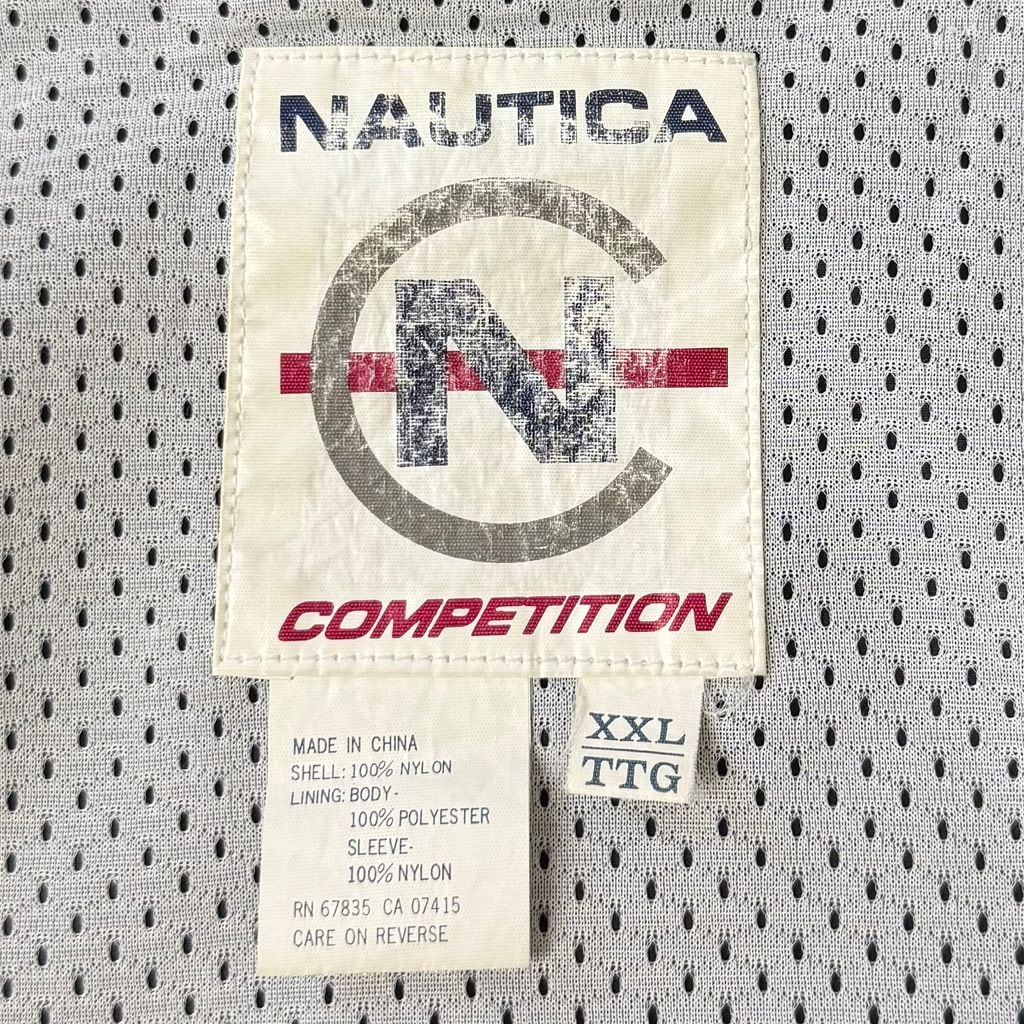 NAUTICA
N
COMPETITION
MADE IN CHINA
SHELL: 100% NYLON
LINING: BODY-
100% POLYESTER
SLEEVE-
100% NYLON
RN 67835 CA 07415
CARE ON REVERSE
XXL
TTG